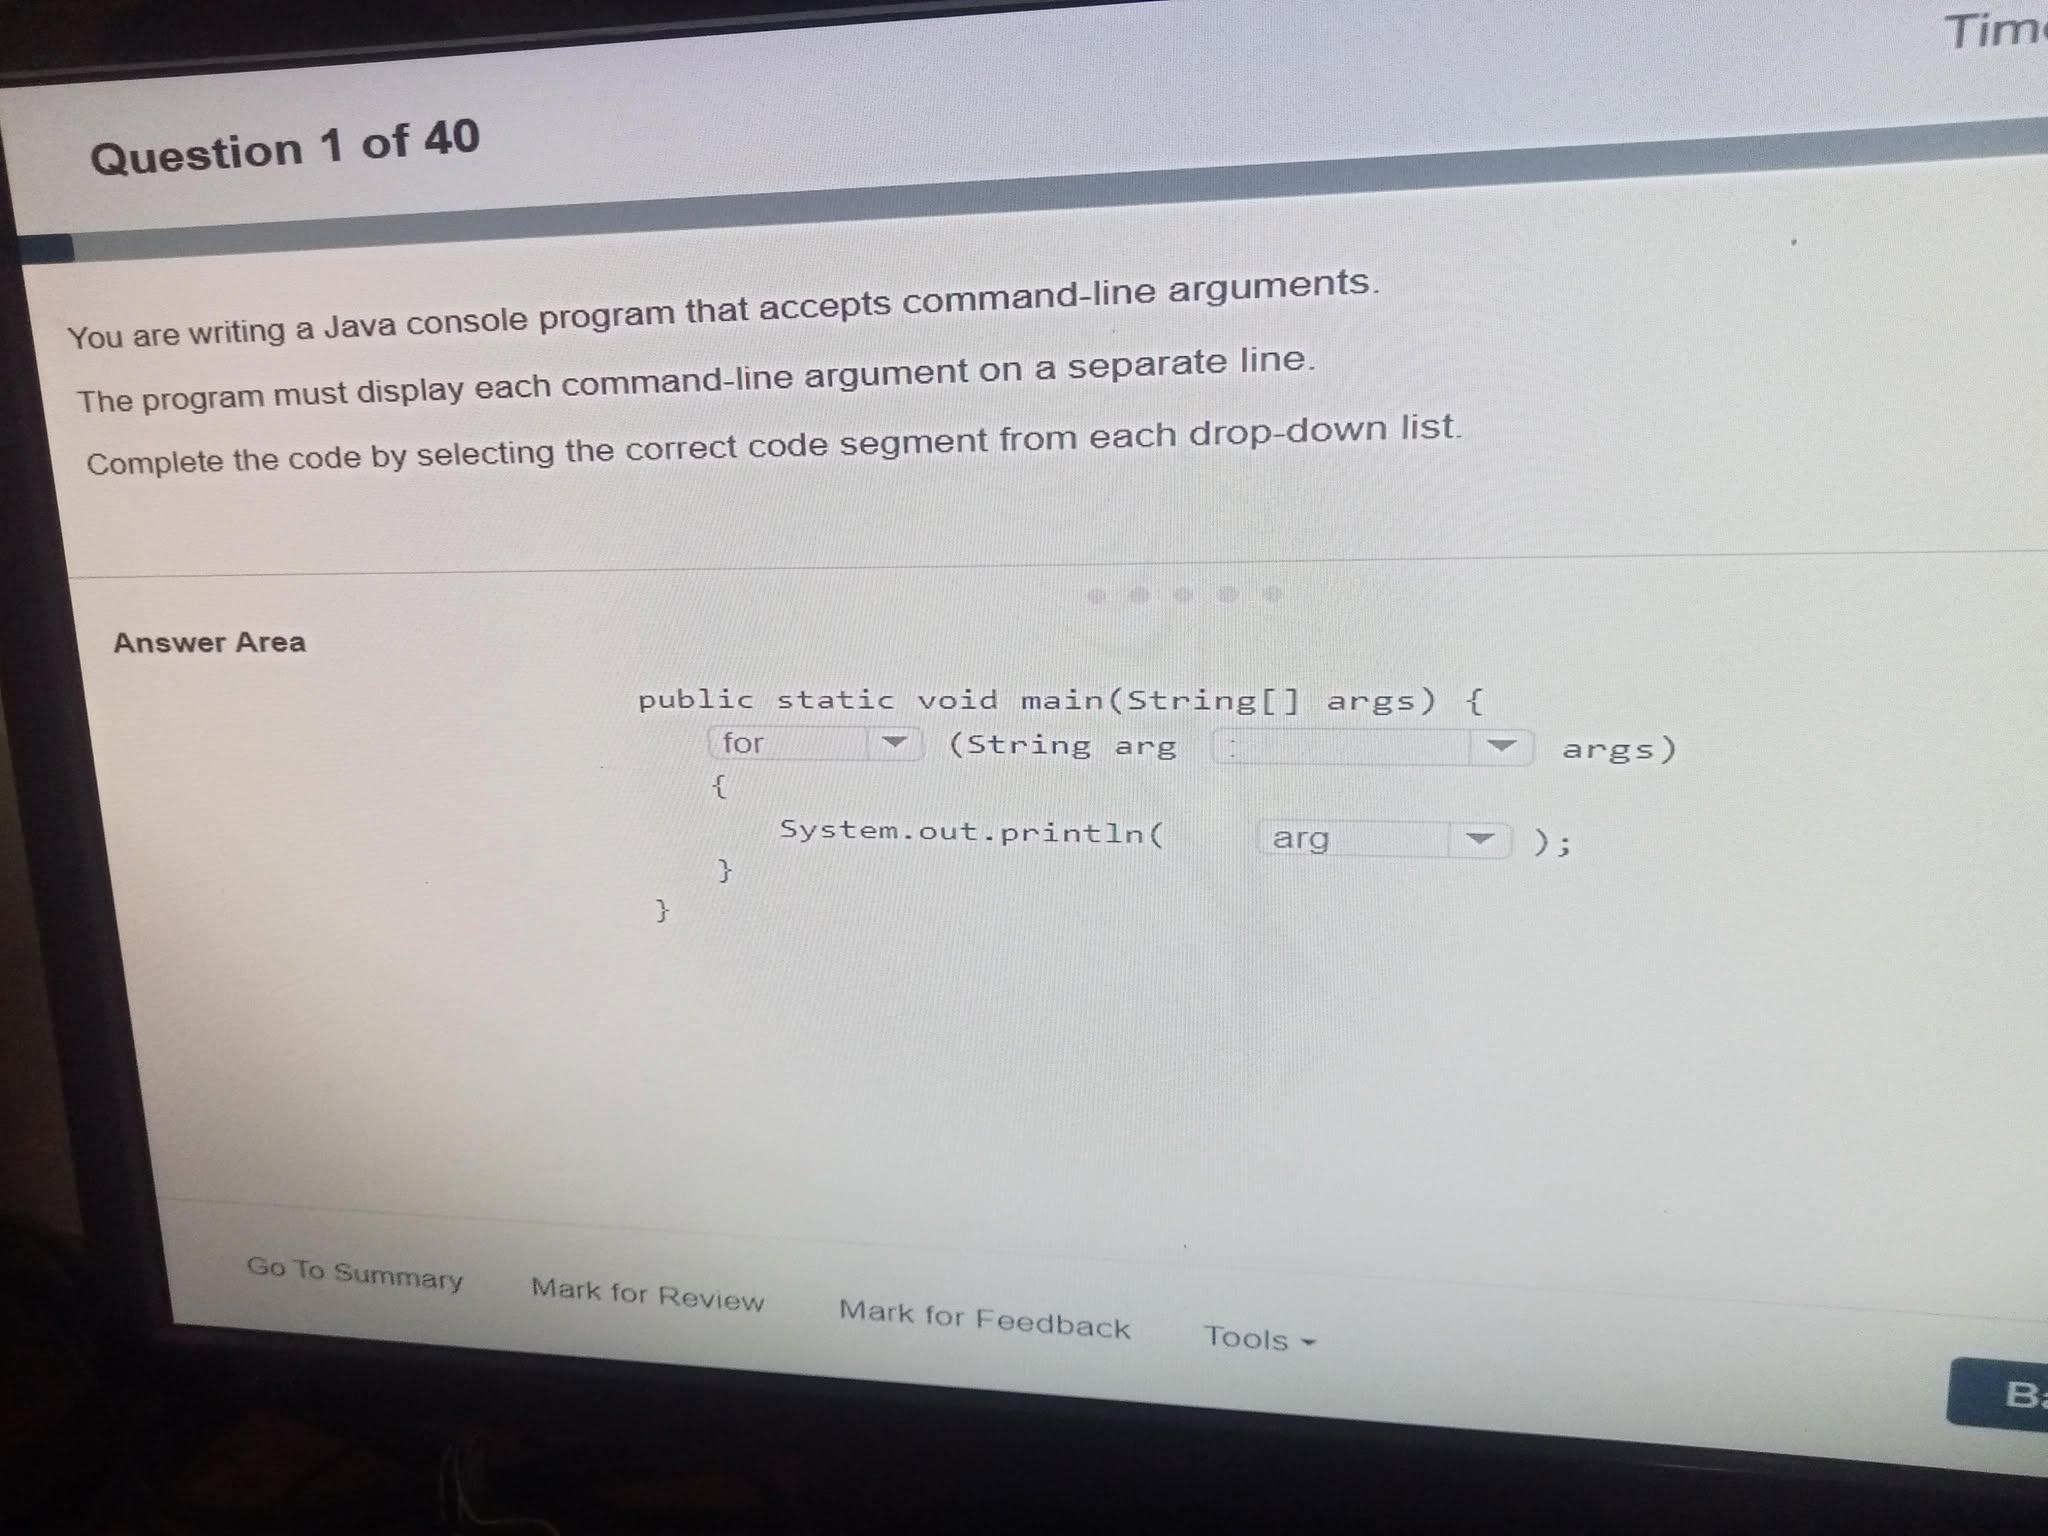 Question 1 of 40
You are writing a Java console program that accepts command-line arguments.
The program must display each command-line argument on a separate line.
Complete the code by selecting the correct code segment from each drop-down list.
Answer Area
public static void main(String[] args) {
for (String arg : args)
{
System.out.println( arg );
}
}
Go To Summary Mark for Review Mark for Feedback Tools